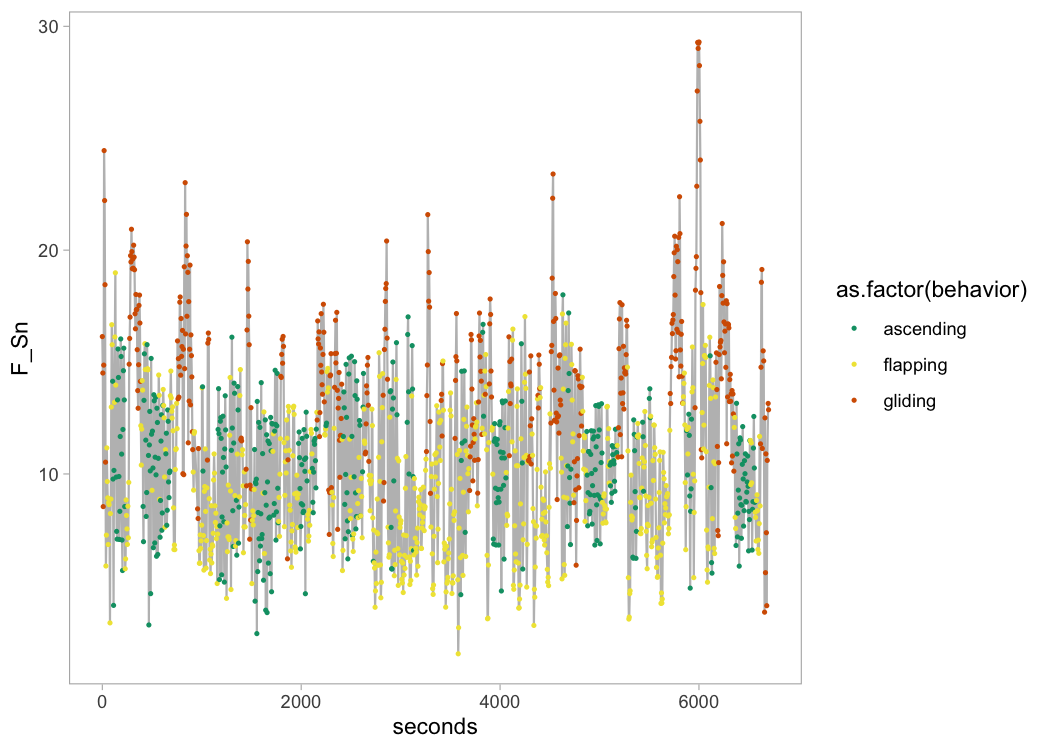 30
20
10
F_Sn
0
2000
4000
6000
seconds
as.factor(behavior)
ascending
flapping
gliding